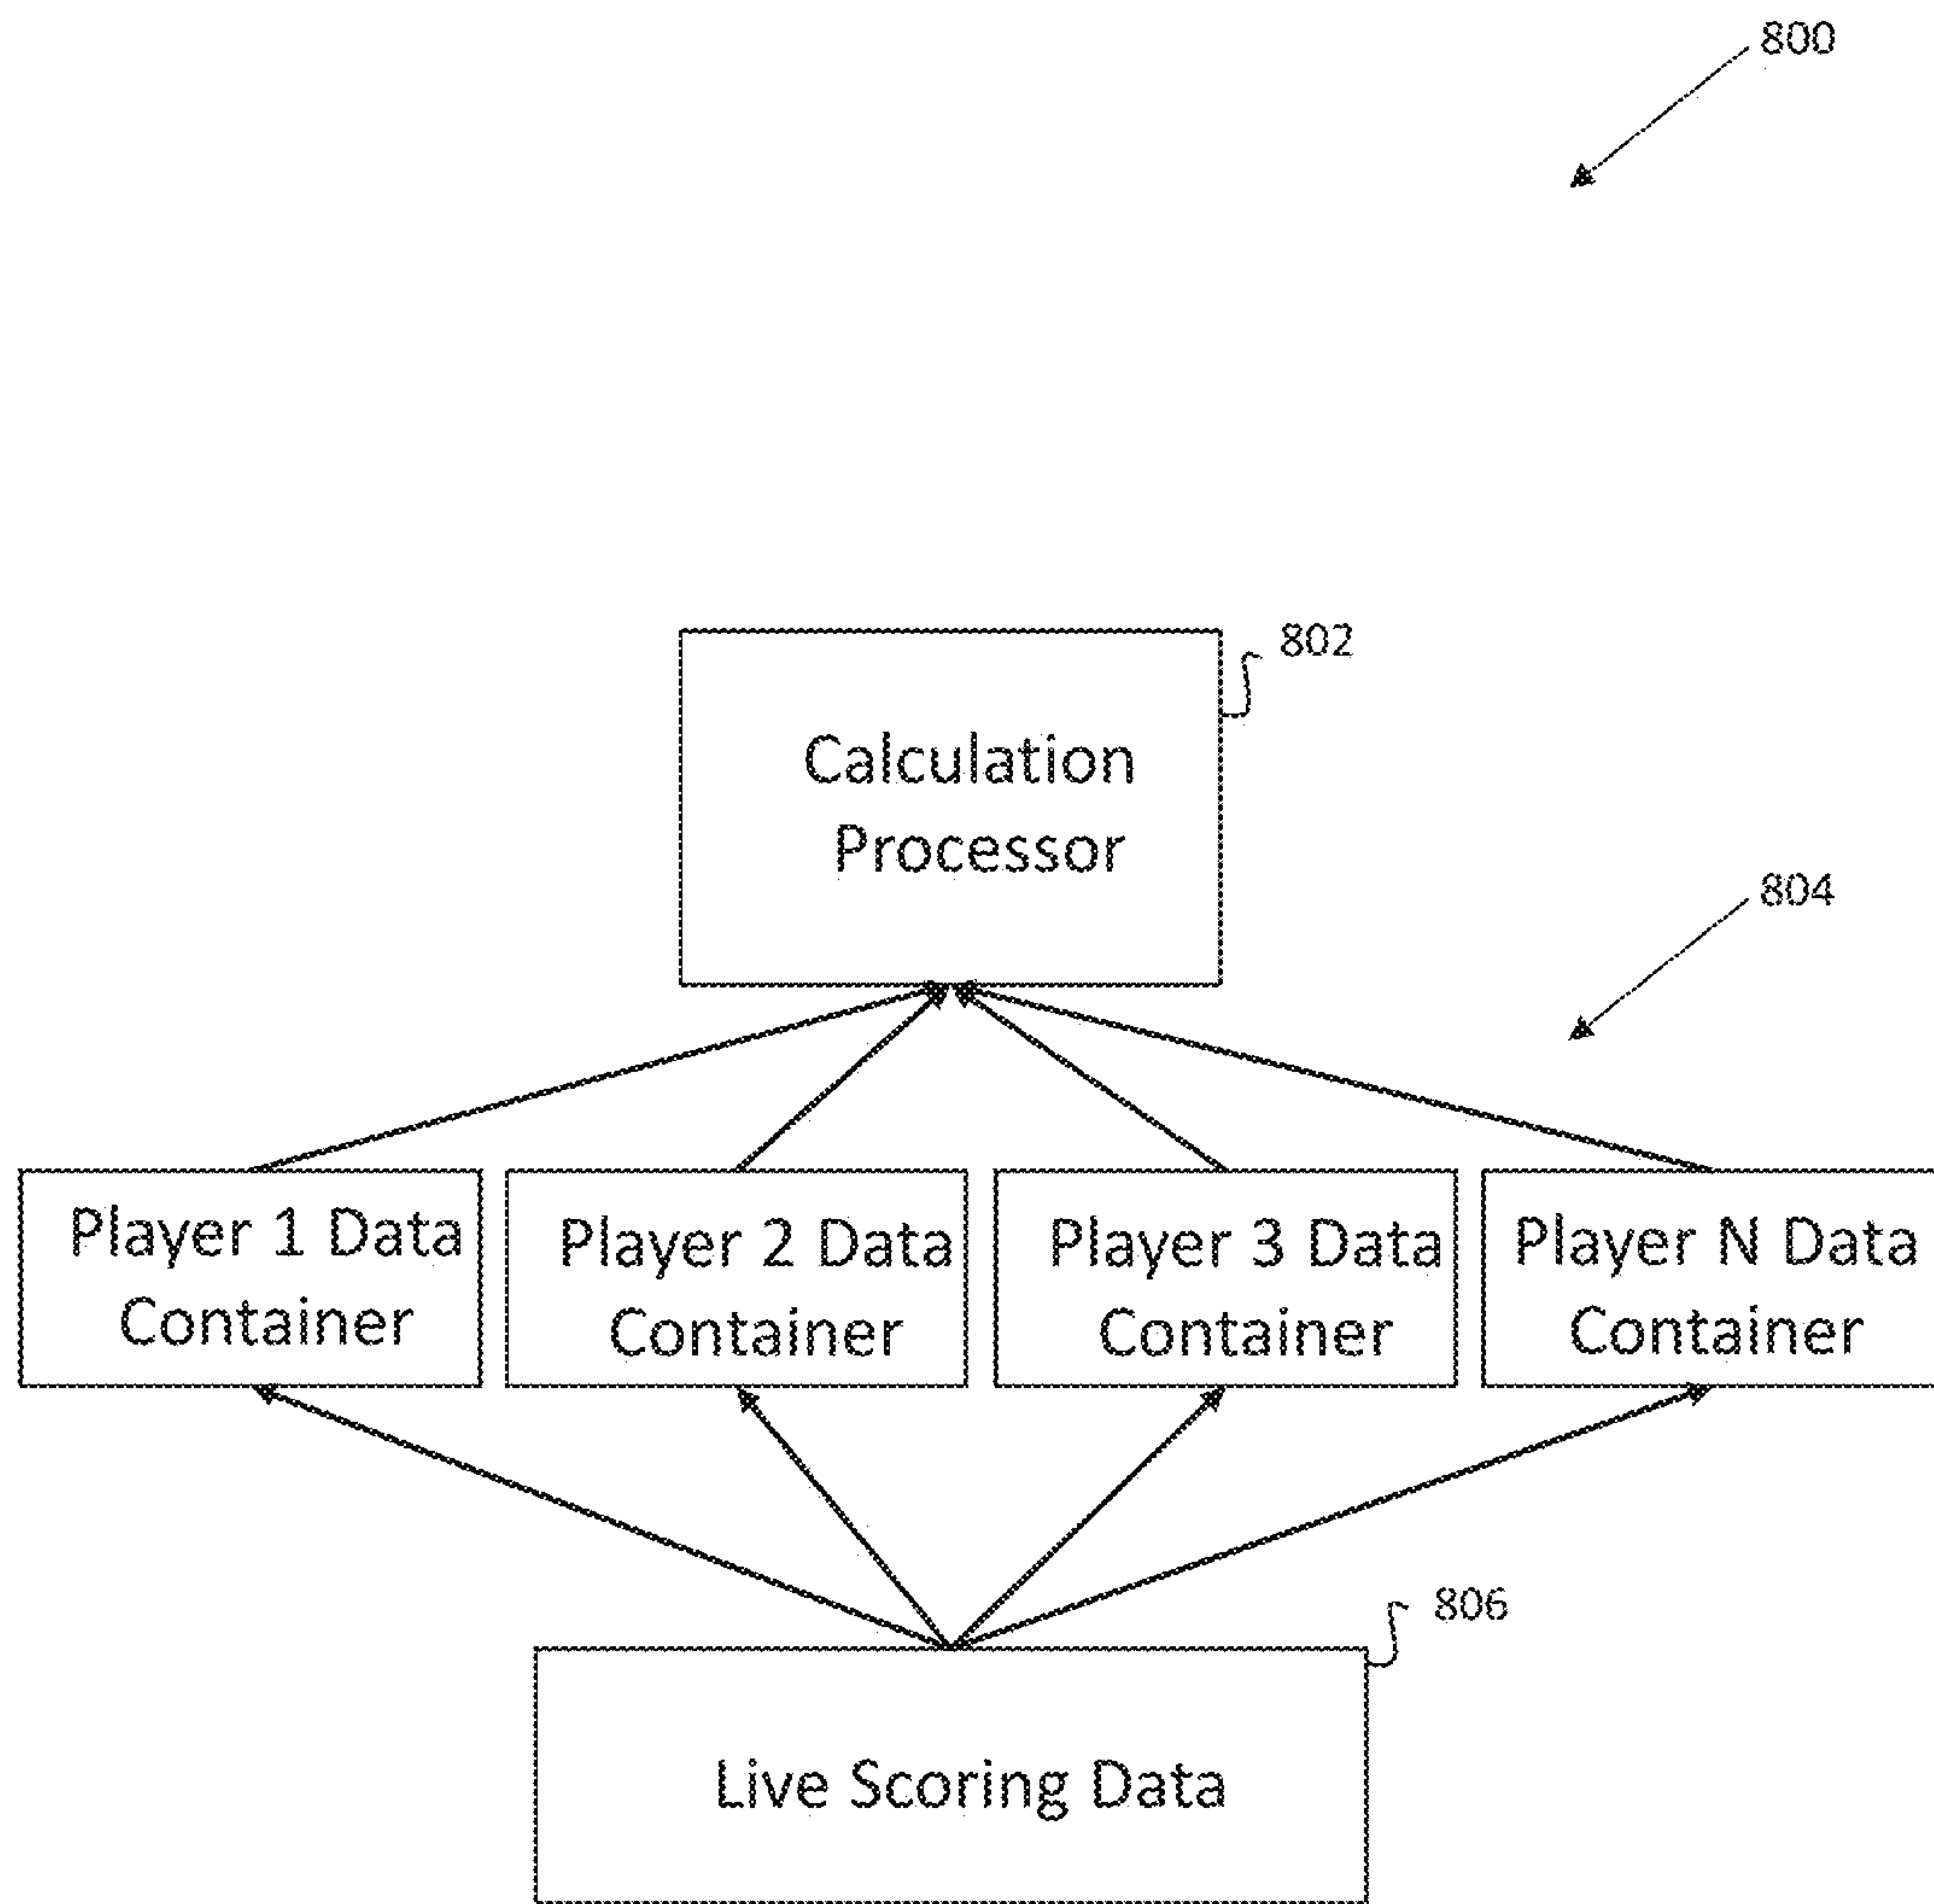 800
802
Calculation
Processor
804
Player 1 Data
Container
Player 2 Data
Container
Player 3 Data
Container
Player N Data
Container
806
Live Scoring Data